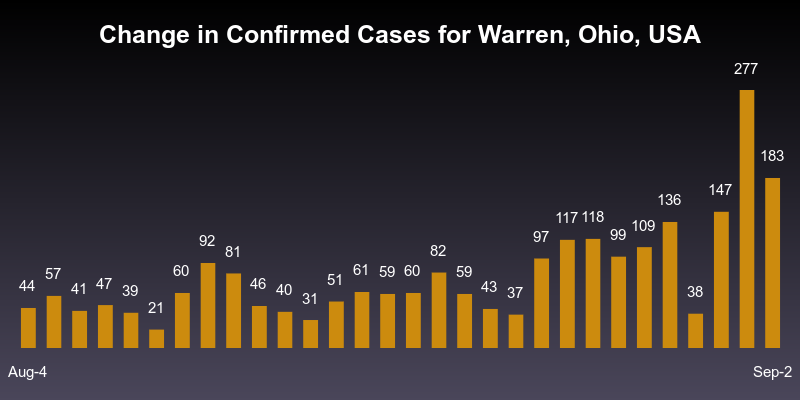 Change in Confirmed Cases for Warren, Ohio, USA
44 57 41 47 39 21 60 92 81 46 40 31 51 61 59 60 82 59 43 37 97 117 118 99 109 136 38 147 277 183
Aug-4 Sep-2